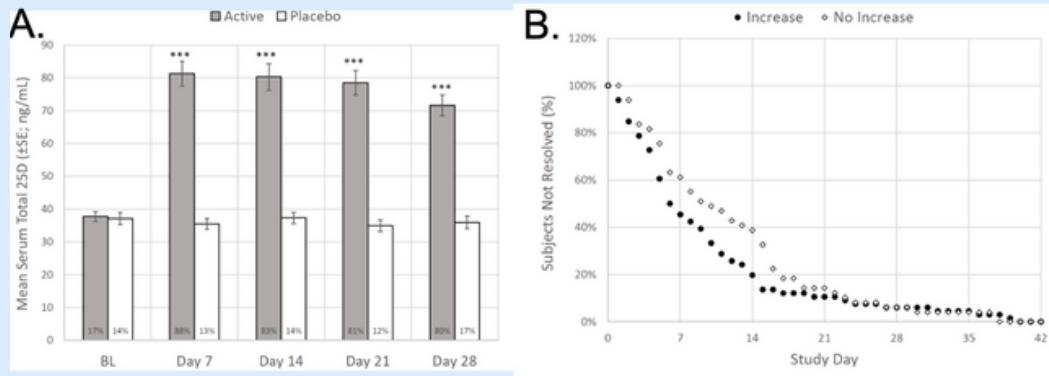 A.
Active Placebo
Mean Serum Total 25D (±SE; ng/mL)
90
80
70
60
50
40
30
20
10
0
***
***
***
***
17% 14% 88% 13% 83% 14% 81% 12% 80% 17%
BL Day 7 Day 14 Day 21 Day 28
B.
Increase No Increase
Subjects Not Resolved (%)
120%
100%
80%
60%
40%
20%
0%
0 7 14 21 28 35 42
Study Day